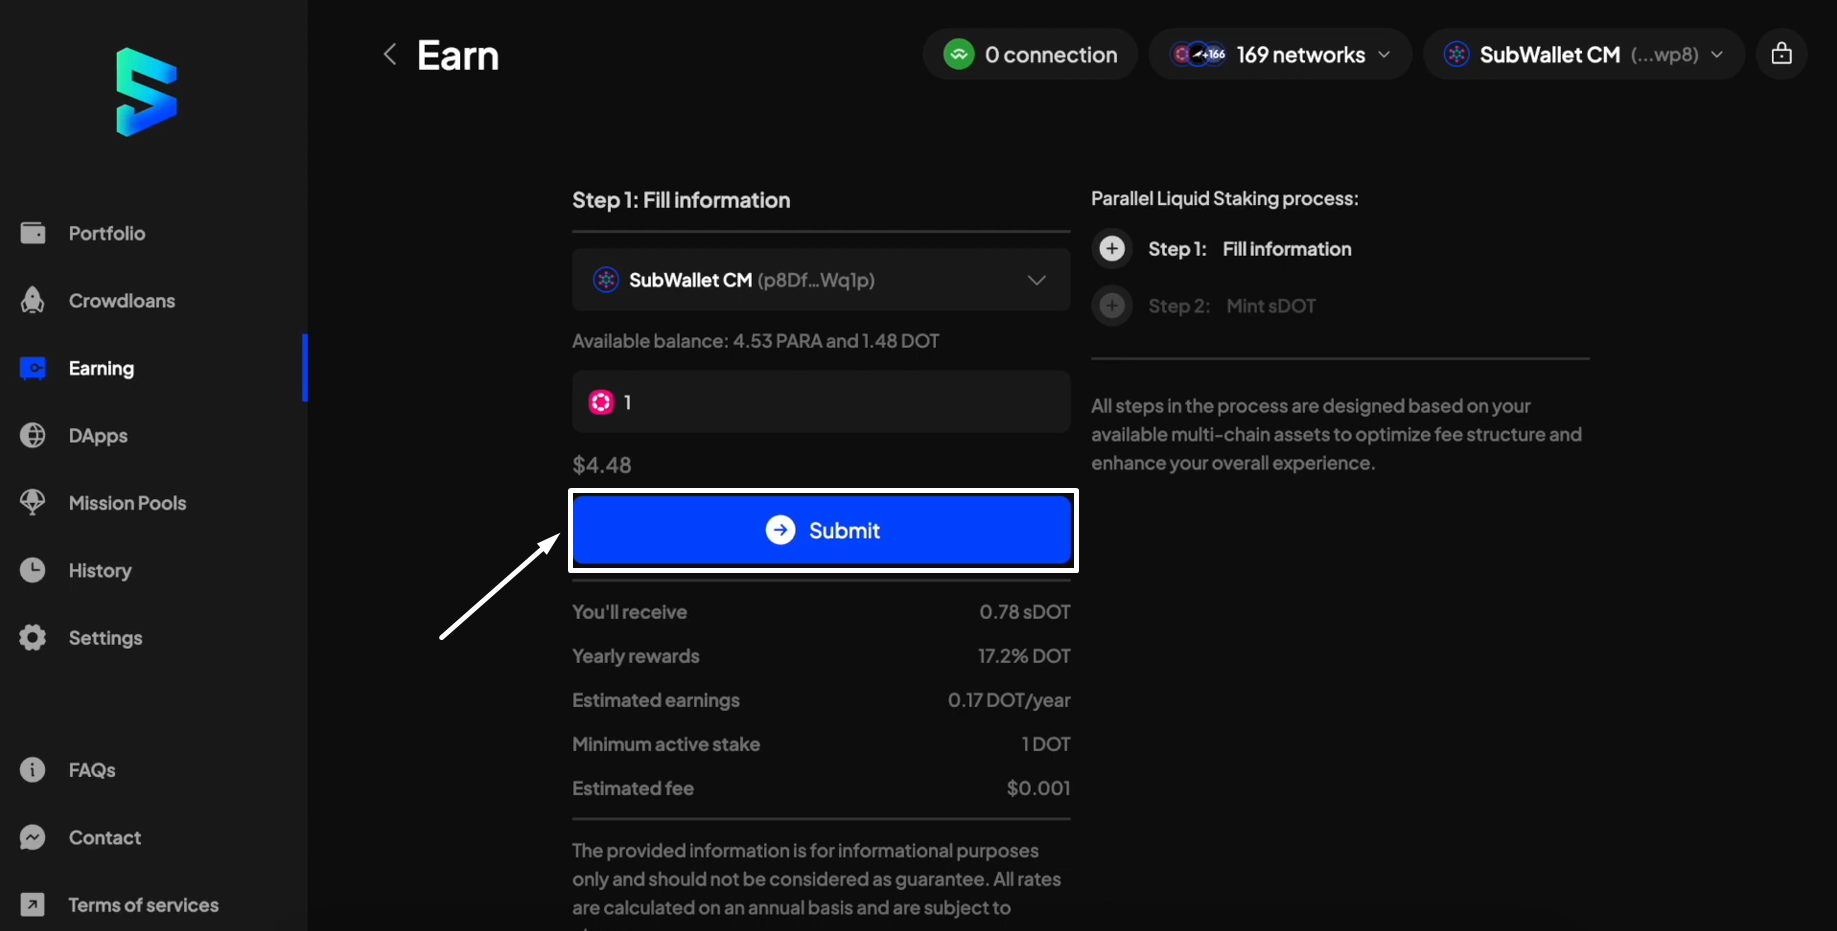 Earn
0 connection
+166 169 networks
SubWallet CM (...wp8)
Portfolio
Crowdloans
Earning
DApps
Mission Pools
History
Settings
FAQs
Contact
Terms of services
Step 1: Fill information
SubWallet CM (p8Df...Wq1p)
Available balance: 4.53 PARA and 1.48 DOT
1
$4.48
Submit
You'll receive 0.78 sDOT
Yearly rewards 17.2% DOT
Estimated earnings 0.17 DOT/year
Minimum active stake 1 DOT
Estimated fee $0.001
The provided information is for informational purposes
only and should not be considered as guarantee. All rates
are calculated on an annual basis and are subject to
Parallel Liquid Staking process:
Step 1: Fill information
Step 2: Mint sDOT
All steps in the process are designed based on your
available multi-chain assets to optimize fee structure and
enhance your overall experience.